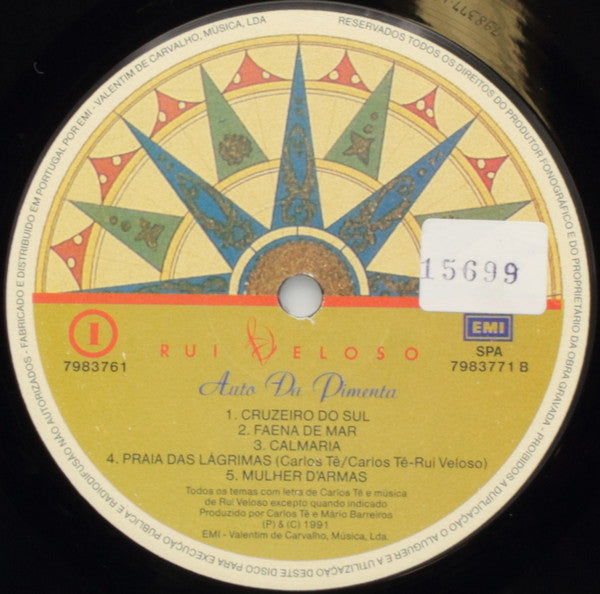 FABRICADO E DISTRIBUIDO EM PORTUGAL POR EMI - VALENTIM DE CARVALHO, MUSICA, LDA
RESERVADOS TODOS OS DIREITOS DO PRODUTOR FONOGRÁFICO E DO PROPRIETÁRIO DA OBRA GRAVADA - PROIBIDOS A DUPLICAÇÃO O ALUGUER E A UTILIZAÇÃO DESTE DISCO PARA EXECUÇÃO PÚBLICA E RADIODIFUSÃO NÃO AUTORIZADOS -
15699
1
7983761
RUI VELOSO
EMI
SPA
7983771 B
Auto Da Pimenta
1. CRUZEIRO DO SUL
2. FAENA DE MAR
3. CALMARIA
4. PRAIA DAS LÁGRIMAS (Carlos Tê/Carlos Tê-Rui Veloso)
5. MULHER D'ARMAS
Todos os temas com letra de Carlos Tê e música
de Rui Veloso excepto quando indicado
Produzido por Carlos Tê e Mário Barreiros
(P) & (C) 1991
EMI - Valentim de Carvalho, Música, Lda.